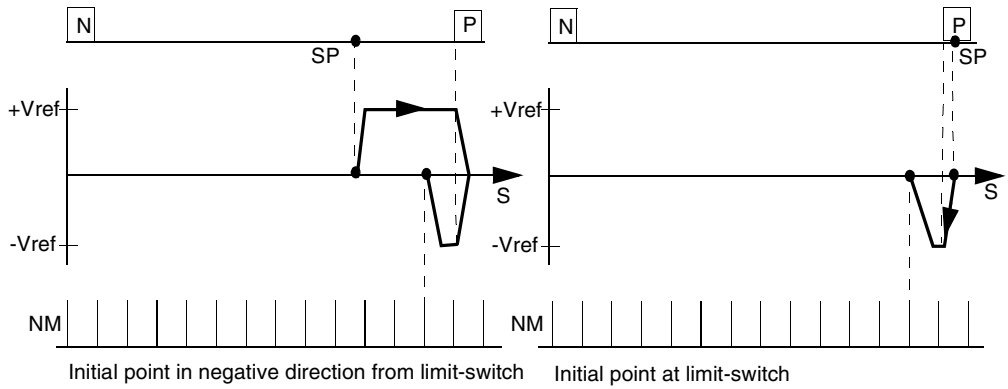 N
P
SP
+Vref
S
-Vref
NM
Initial point in negative direction from limit-switch
N
P
SP
+Vref
S
-Vref
NM
Initial point at limit-switch